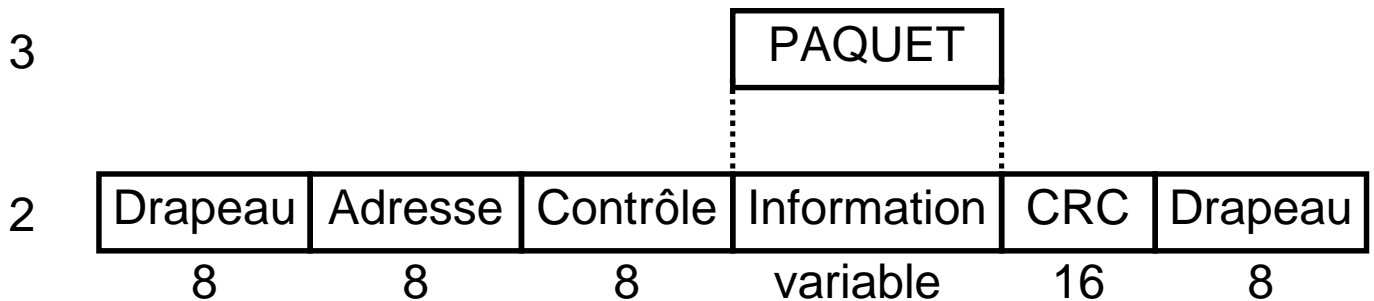 3 PAQUET
2 Drapeau Adresse Contrôle Information CRC Drapeau
8 8 8 variable 16 8